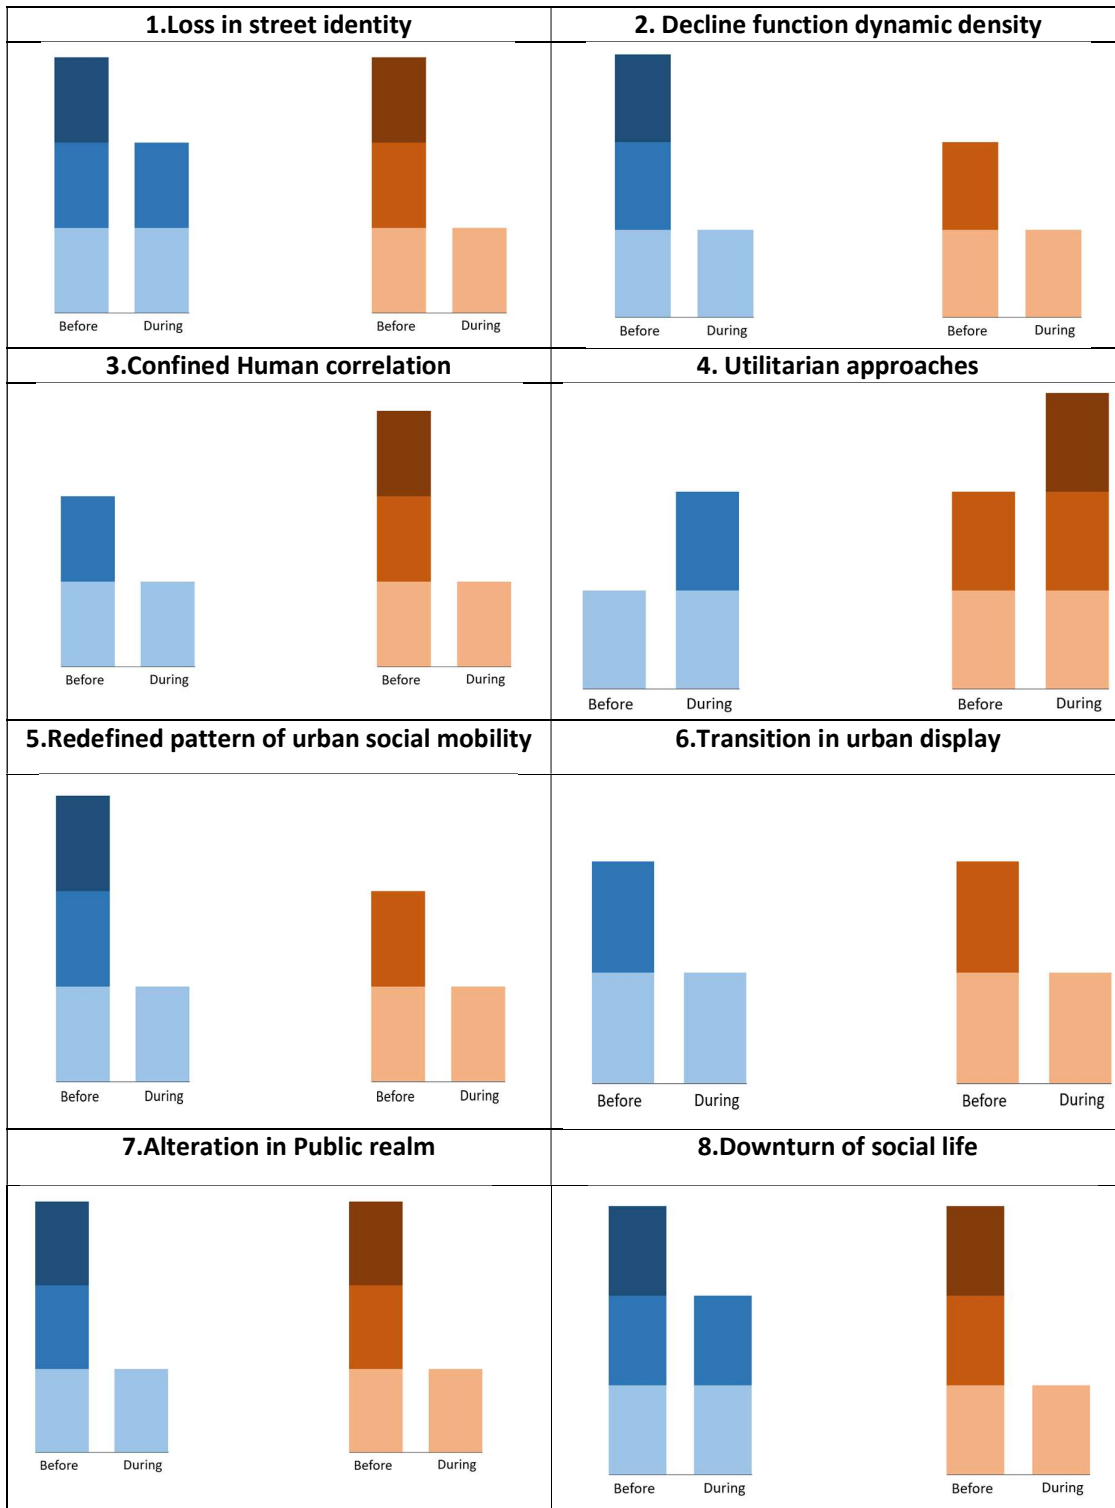 1.Loss in street identity
2. Decline function dynamic density
Before During Before During
Before During Before During
3.Confined Human correlation
4. Utilitarian approaches
Before During Before During
Before During Before During
5.Redefined pattern of urban social mobility
6.Transition in urban display
Before During Before During
Before During Before During
7.Alteration in Public realm
8.Downturn of social life
Before During Before During
Before During Before During